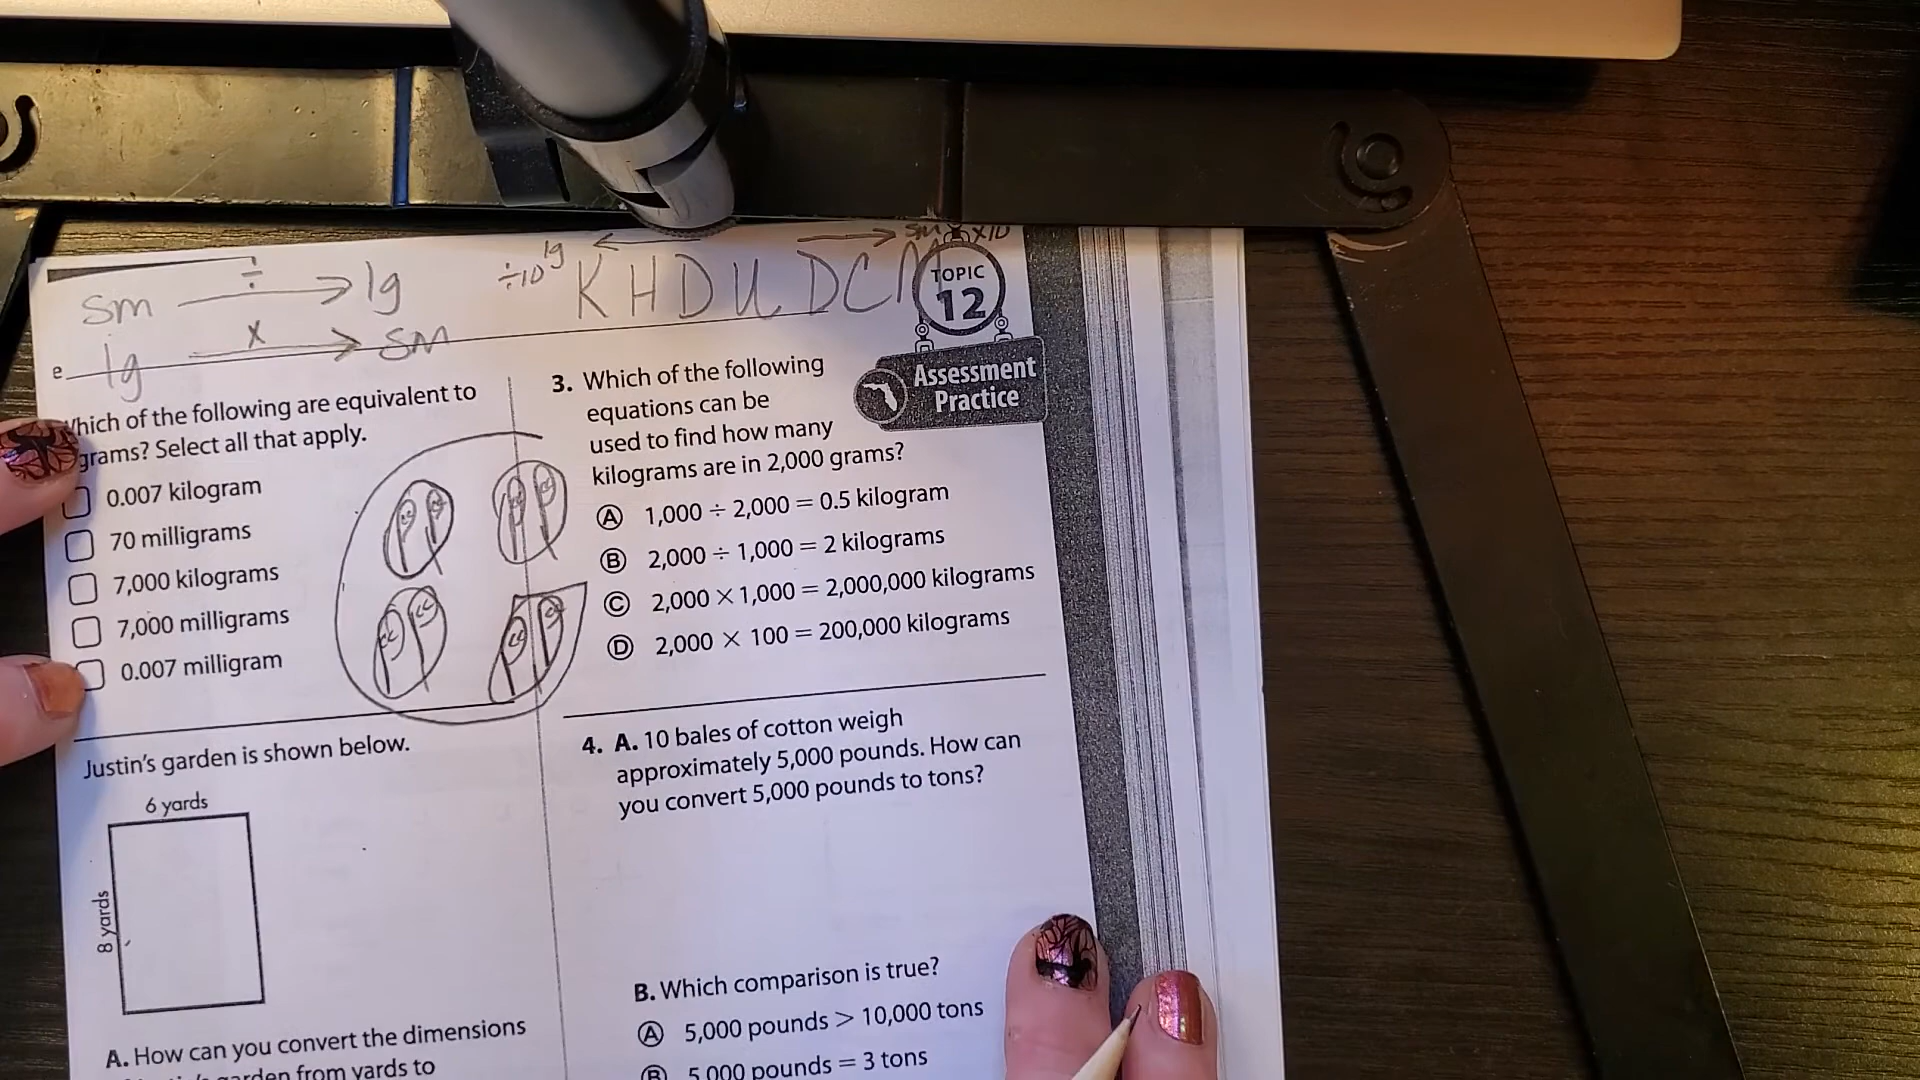 sm ÷ lg
lg x sm
÷10 lg
sm x10
K H D U D C M
TOPIC
12
Assessment
Practice
e
Which of the following are equivalent to
grams? Select all that apply.
0.007 kilogram
70 milligrams
7,000 kilograms
7,000 milligrams
0.007 milligram
Justin's garden is shown below.
6 yards
8 yards
A. How can you convert the dimensions
garden from yards to
3. Which of the following
equations can be
used to find how many
kilograms are in 2,000 grams?
A 1,000 ÷ 2,000 = 0.5 kilogram
B 2,000 ÷ 1,000 = 2 kilograms
C 2,000 × 1,000 = 2,000,000 kilograms
D 2,000 × 100 = 200,000 kilograms
4. A. 10 bales of cotton weigh
approximately 5,000 pounds. How can
you convert 5,000 pounds to tons?
B. Which comparison is true?
A 5,000 pounds > 10,000 tons
B 5,000 pounds = 3 tons